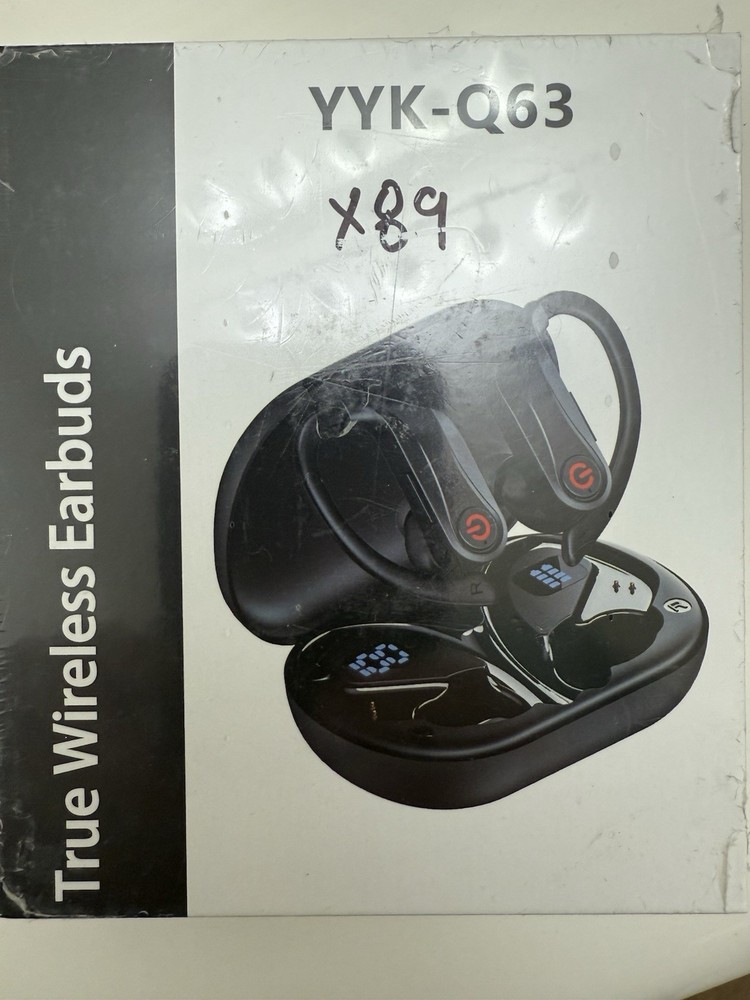 YYK-Q63
X89
True Wireless Earbuds
R